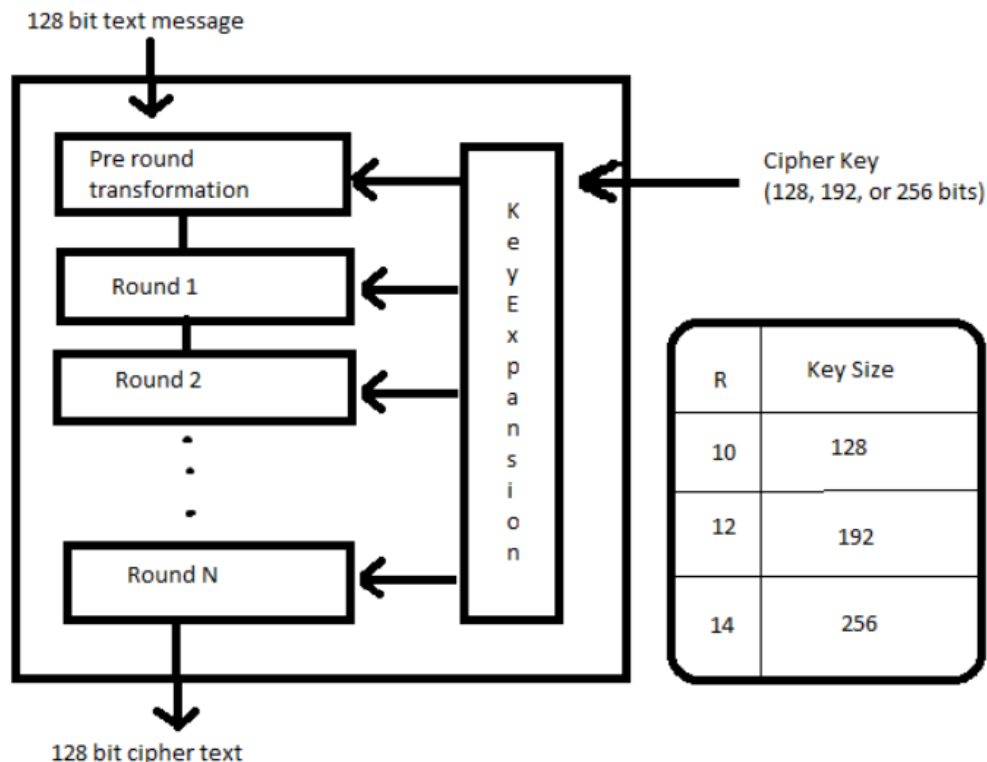 128 bit text message
Pre round
transformation
Round 1
Round 2
Round N
128 bit cipher text
K
e
y
E
x
p
a
n
s
i
o
n
Cipher Key
(128, 192, or 256 bits)
R Key Size
10 128
12 192
14 256